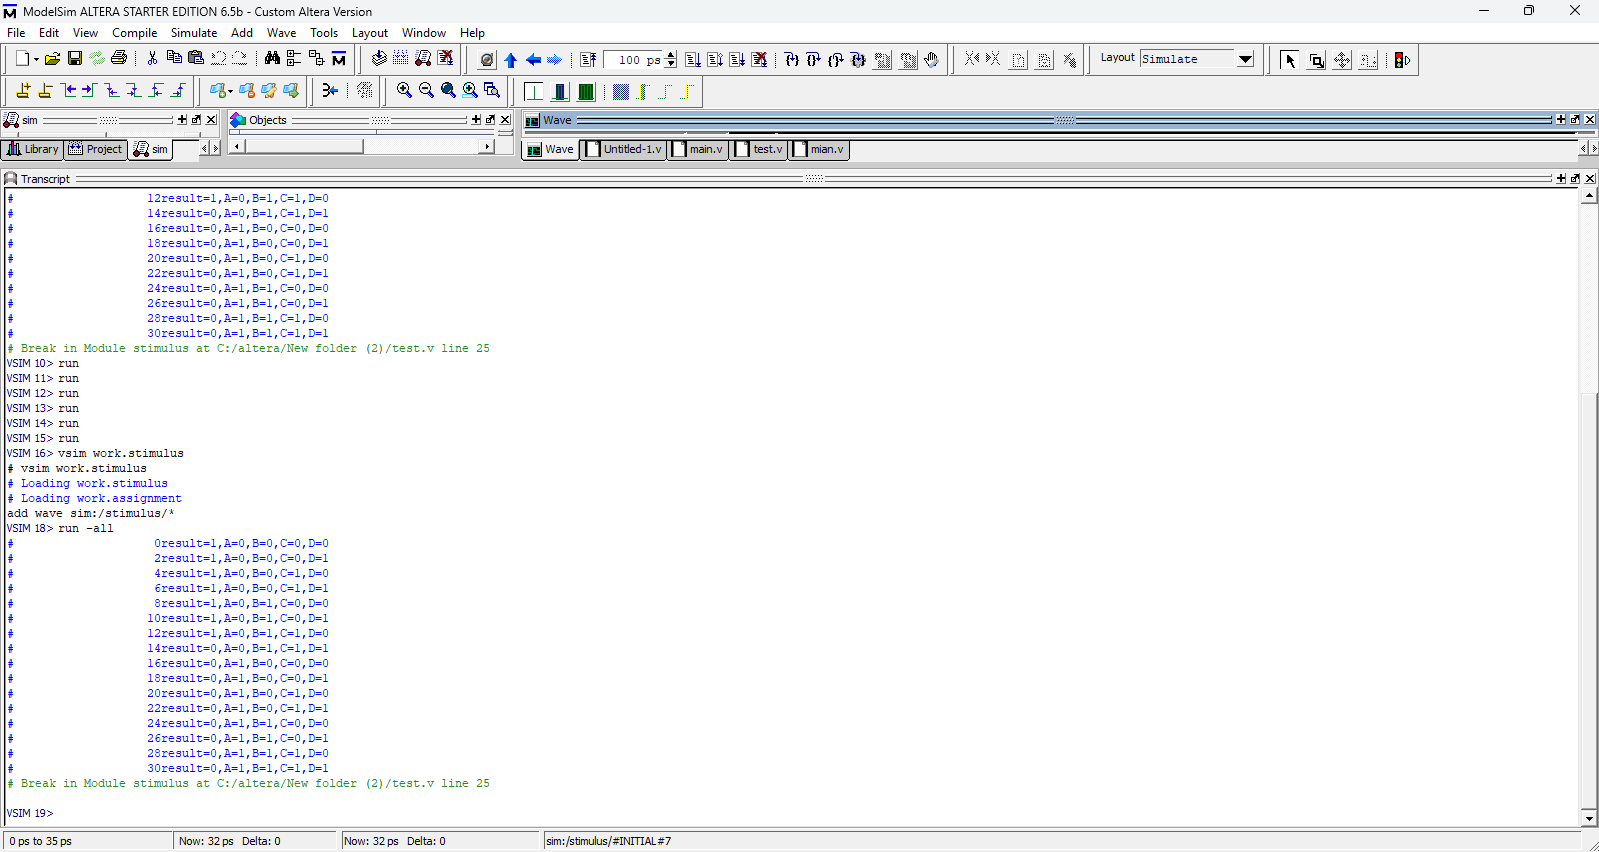 ModelSim ALTERA STARTER EDITION 6.5b - Custom Altera Version
File Edit View Compile Simulate Add Wave Tools Layout Window Help
100 ps Layout Simulate
sim Objects Wave
Library Project sim Wave Untitled-1.v main.v test.v mian.v
Transcript
# 12result=1,A=0,B=1,C=1,D=0
# 14result=0,A=0,B=1,C=1,D=1
# 16result=0,A=1,B=0,C=0,D=0
# 18result=0,A=1,B=0,C=0,D=1
# 20result=0,A=1,B=0,C=1,D=0
# 22result=0,A=1,B=0,C=1,D=1
# 24result=0,A=1,B=1,C=0,D=0
# 26result=0,A=1,B=1,C=0,D=1
# 28result=0,A=1,B=1,C=1,D=0
# 30result=0,A=1,B=1,C=1,D=1
# Break in Module stimulus at C:/altera/New folder (2)/test.v line 25
VSIM 10> run
VSIM 11> run
VSIM 12> run
VSIM 13> run
VSIM 14> run
VSIM 15> run
VSIM 16> vsim work.stimulus
# vsim work.stimulus
# Loading work.stimulus
# Loading work.assignment
add wave sim:/stimulus/*
VSIM 18> run -all
# 0result=1,A=0,B=0,C=0,D=0
# 2result=1,A=0,B=0,C=0,D=1
# 4result=1,A=0,B=0,C=1,D=0
# 6result=1,A=0,B=0,C=1,D=1
# 8result=1,A=0,B=1,C=0,D=0
# 10result=1,A=0,B=1,C=0,D=1
# 12result=1,A=0,B=1,C=1,D=0
# 14result=0,A=0,B=1,C=1,D=1
# 16result=0,A=1,B=0,C=0,D=0
# 18result=0,A=1,B=0,C=0,D=1
# 20result=0,A=1,B=0,C=1,D=0
# 22result=0,A=1,B=0,C=1,D=1
# 24result=0,A=1,B=1,C=0,D=0
# 26result=0,A=1,B=1,C=0,D=1
# 28result=0,A=1,B=1,C=1,D=0
# 30result=0,A=1,B=1,C=1,D=1
# Break in Module stimulus at C:/altera/New folder (2)/test.v line 25
VSIM 19>
0 ps to 35 ps Now: 32 ps Delta: 0 Now: 32 ps Delta: 0 sim:/stimulus/#INITIAL#7